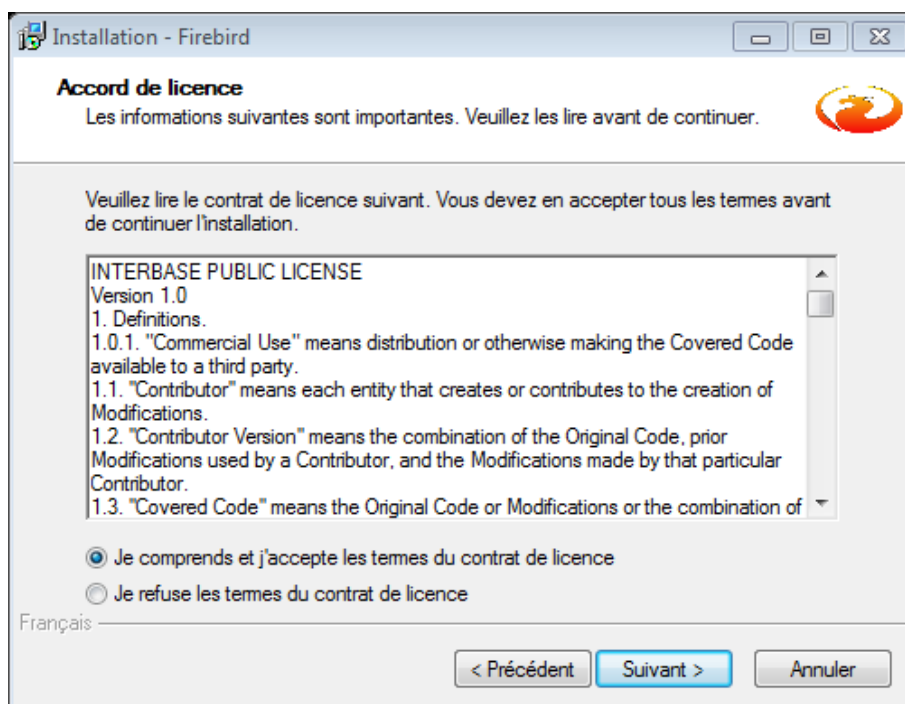 Installation - Firebird
Accord de licence
Les informations suivantes sont importantes. Veuillez les lire avant de continuer.
Veuillez lire le contrat de licence suivant. Vous devez en accepter tous les termes avant
de continuer l'installation.
INTERBASE PUBLIC LICENSE
Version 1.0
1. Definitions.
1.0.1. "Commercial Use" means distribution or otherwise making the Covered Code
available to a third party.
1.1. "Contributor" means each entity that creates or contributes to the creation of
Modifications.
1.2. "Contributor Version" means the combination of the Original Code, prior
Modifications used by a Contributor, and the Modifications made by that particular
Contributor.
1.3. "Covered Code" means the Original Code or Modifications or the combination of
Je comprends et j'accepte les termes du contrat de licence
Je refuse les termes du contrat de licence
Français
< Précédent
Suivant >
Annuler